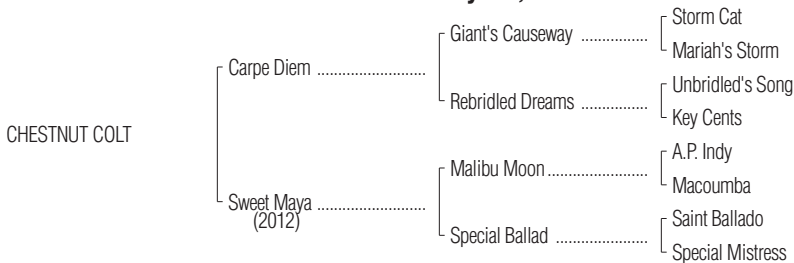 Storm Cat
Giant's Causeway ................
Mariah's Storm
Carpe Diem ..........................
Unbridled's Song
Rebridled Dreams ................
Key Cents
CHESTNUT COLT
A.P. Indy
Malibu Moon ........................
Macoumba
Sweet Maya ..........................
(2012)
Saint Ballado
Special Ballad ......................
Special Mistress